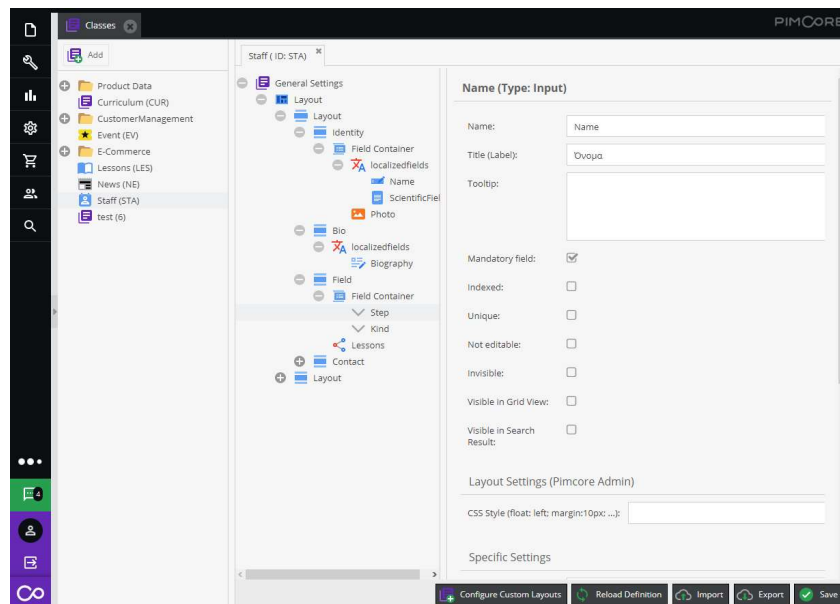 Classes
PIMCORE
Add
Product Data
Curriculum (CUR)
CustomerManagement
Event (EV)
E-Commerce
Lessons (LES)
News (NE)
Staff (STA)
test (6)
4
Staff ( ID: STA)
General Settings
Layout
Layout
Identity
Field Container
localizedfields
Name
ScientificFiel
Photo
Bio
localizedfields
Biography
Field
Field Container
Step
Kind
Lessons
Contact
Layout
Name (Type: Input)
Name: Name
Title (Label): Όνομα
Tooltip:
Mandatory field:
Indexed:
Unique:
Not editable:
Invisible:
Visible in Grid View:
Visible in Search
Result:
Layout Settings (Pimcore Admin)
CSS Style (float: left; margin:10px; ...):
Specific Settings
Configure Custom Layouts Reload Definition Import Export Save